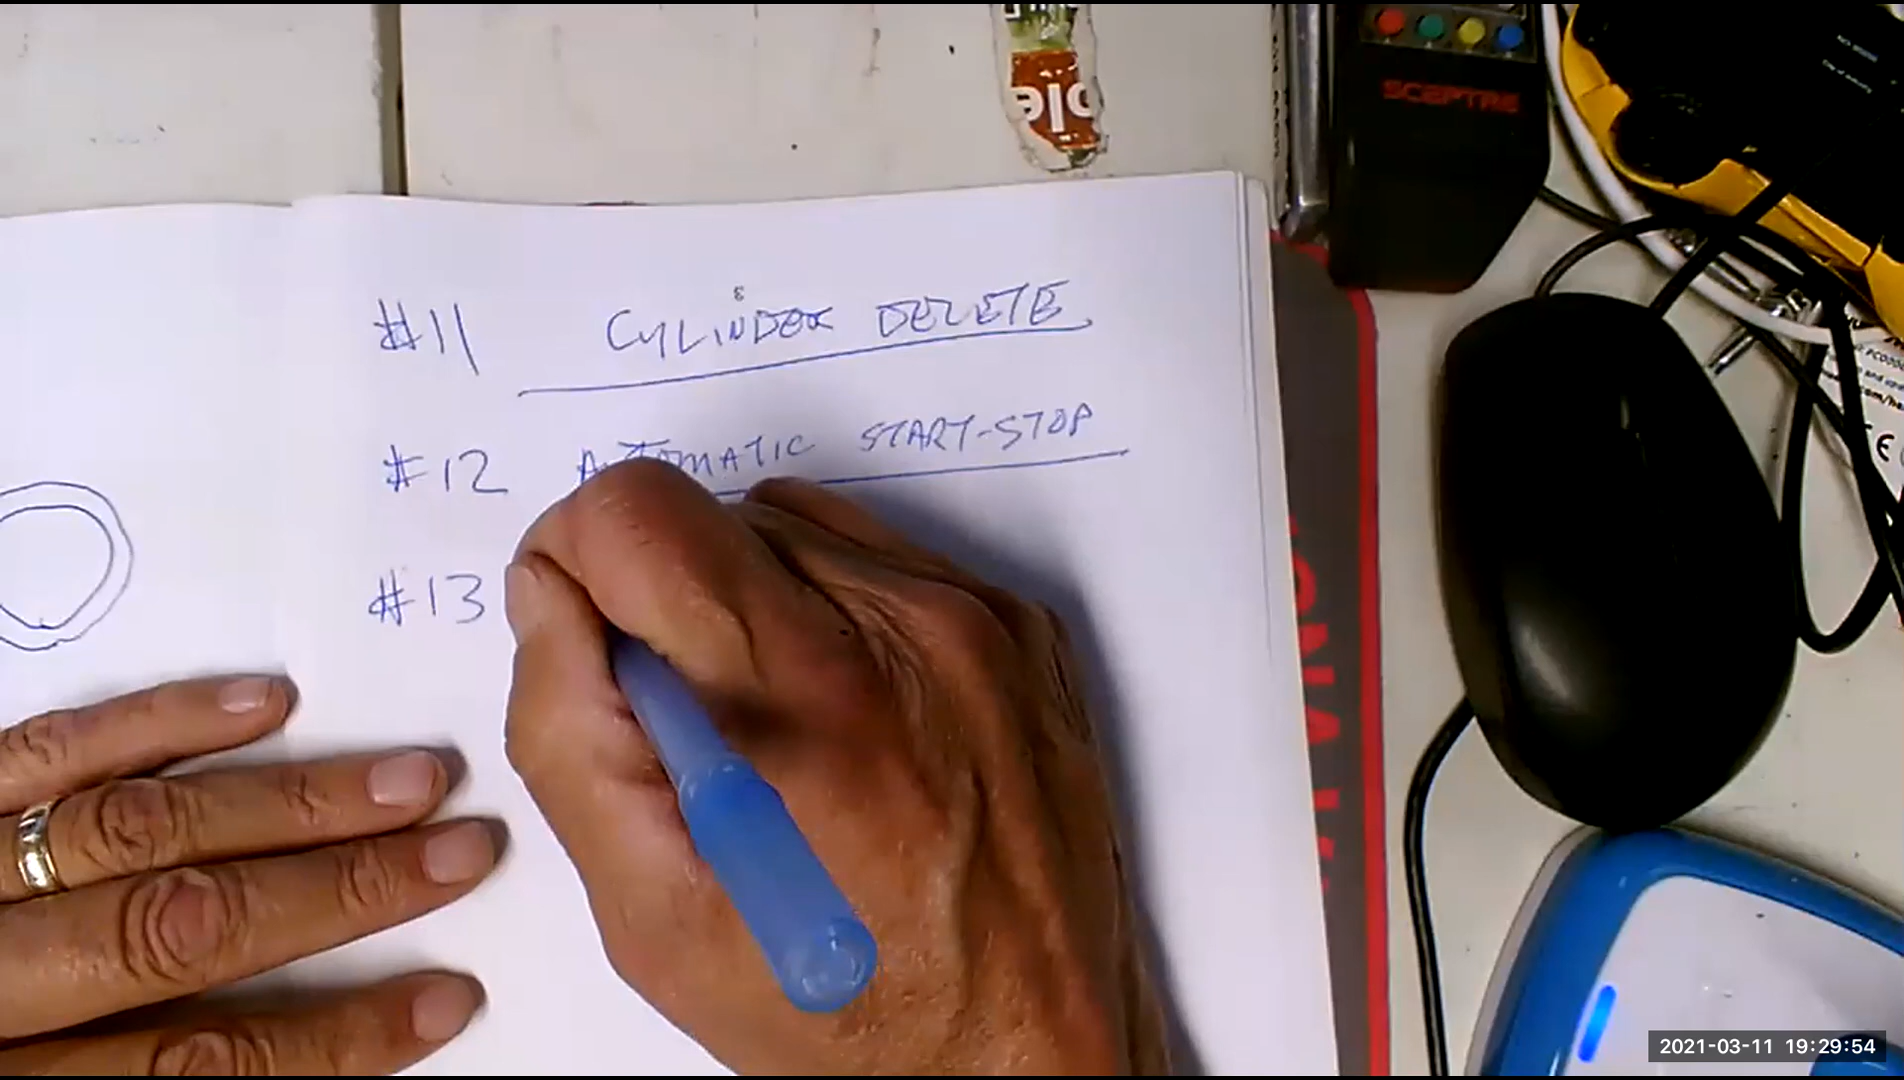 SCEPTRE
#11 CYLINDER DELETE
#12 AUTOMATIC START-STOP
#13
2021-03-11 19:29:54